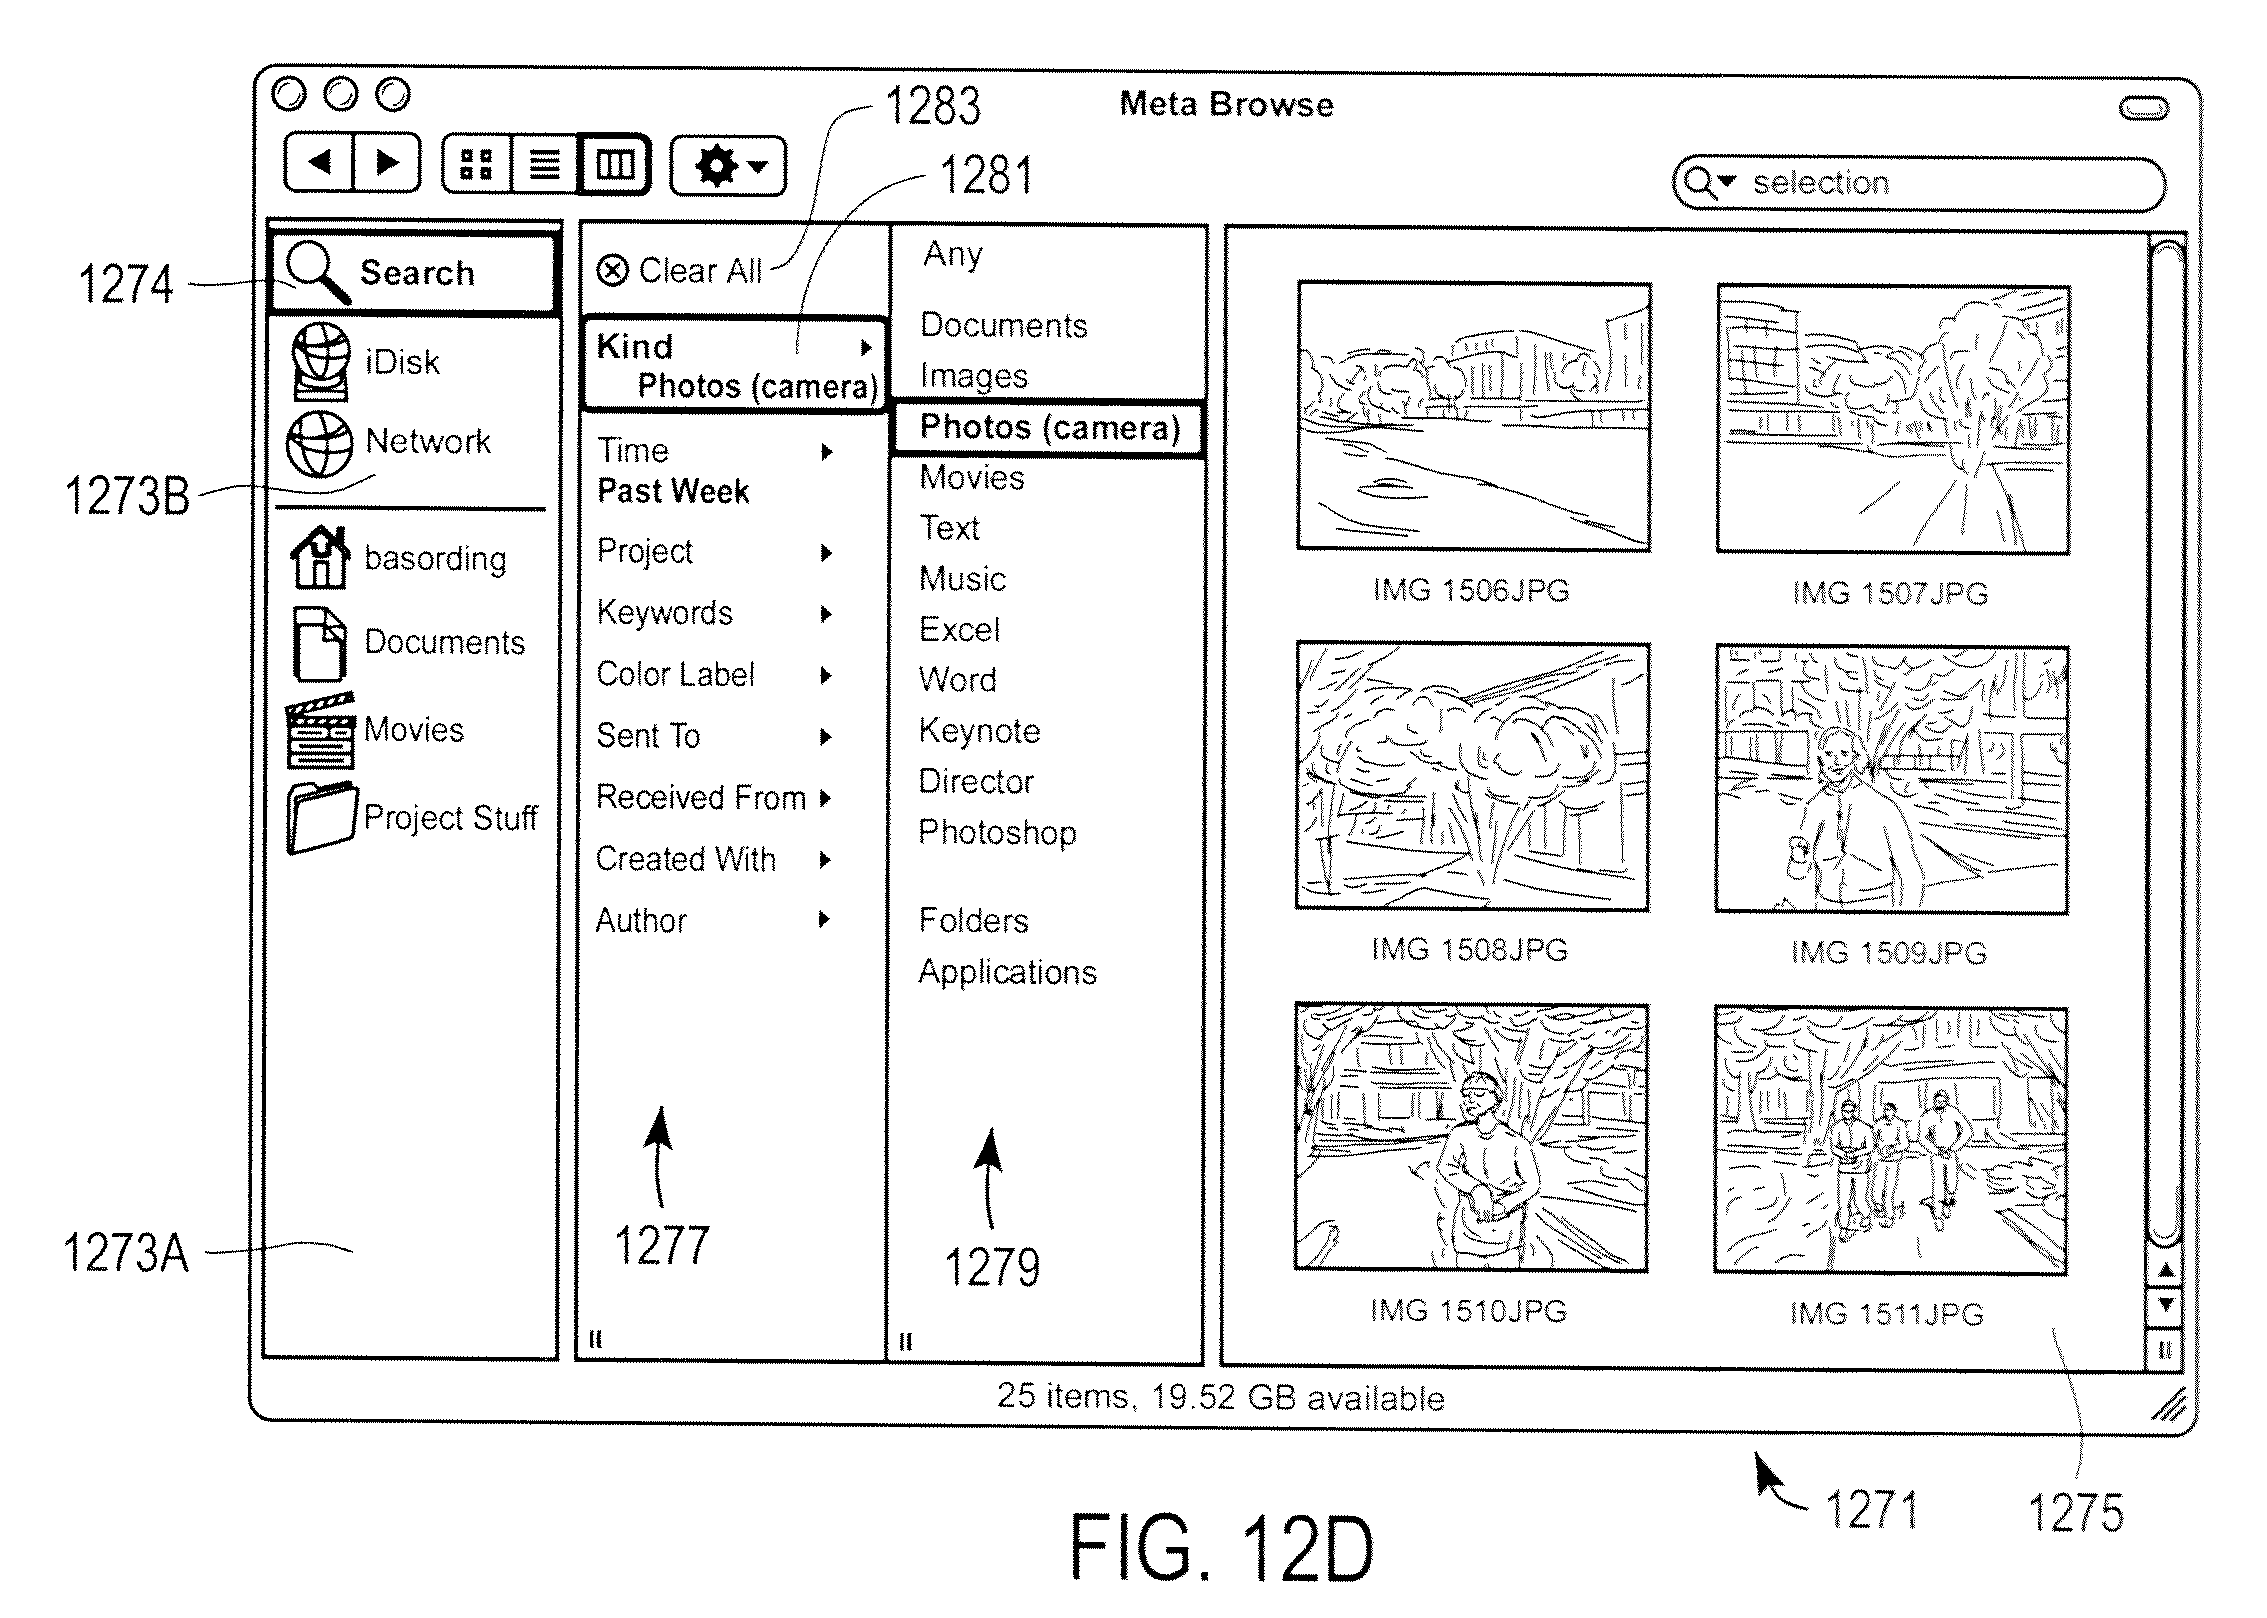 Meta Browse
1283
1281
selection
1274
Search
iDisk
Network
1273B
basording
Documents
Movies
Project Stuff
1273A
Clear All
Kind
Photos (camera)
Time
Past Week
Project
Keywords
Color Label
Sent To
Received From
Created With
Author
1277
Any
Documents
Images
Photos (camera)
Movies
Text
Music
Excel
Word
Keynote
Director
Photoshop
Folders
Applications
1279
IMG 1506JPG
IMG 1507JPG
IMG 1508JPG
IMG 1509JPG
IMG 1510JPG
IMG 1511JPG
25 items, 19.52 GB available
1271
1275
FIG. 12D